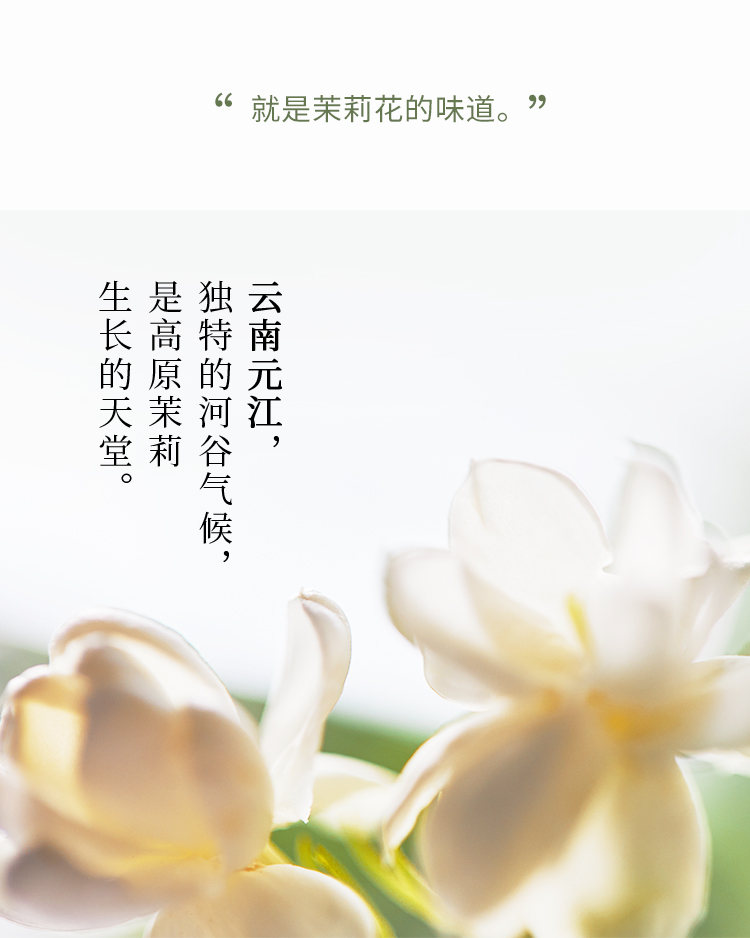 “ 就是茉莉花的味道。”
云南元江，
独特的河谷气候，
是高原茉莉
生长的天堂。